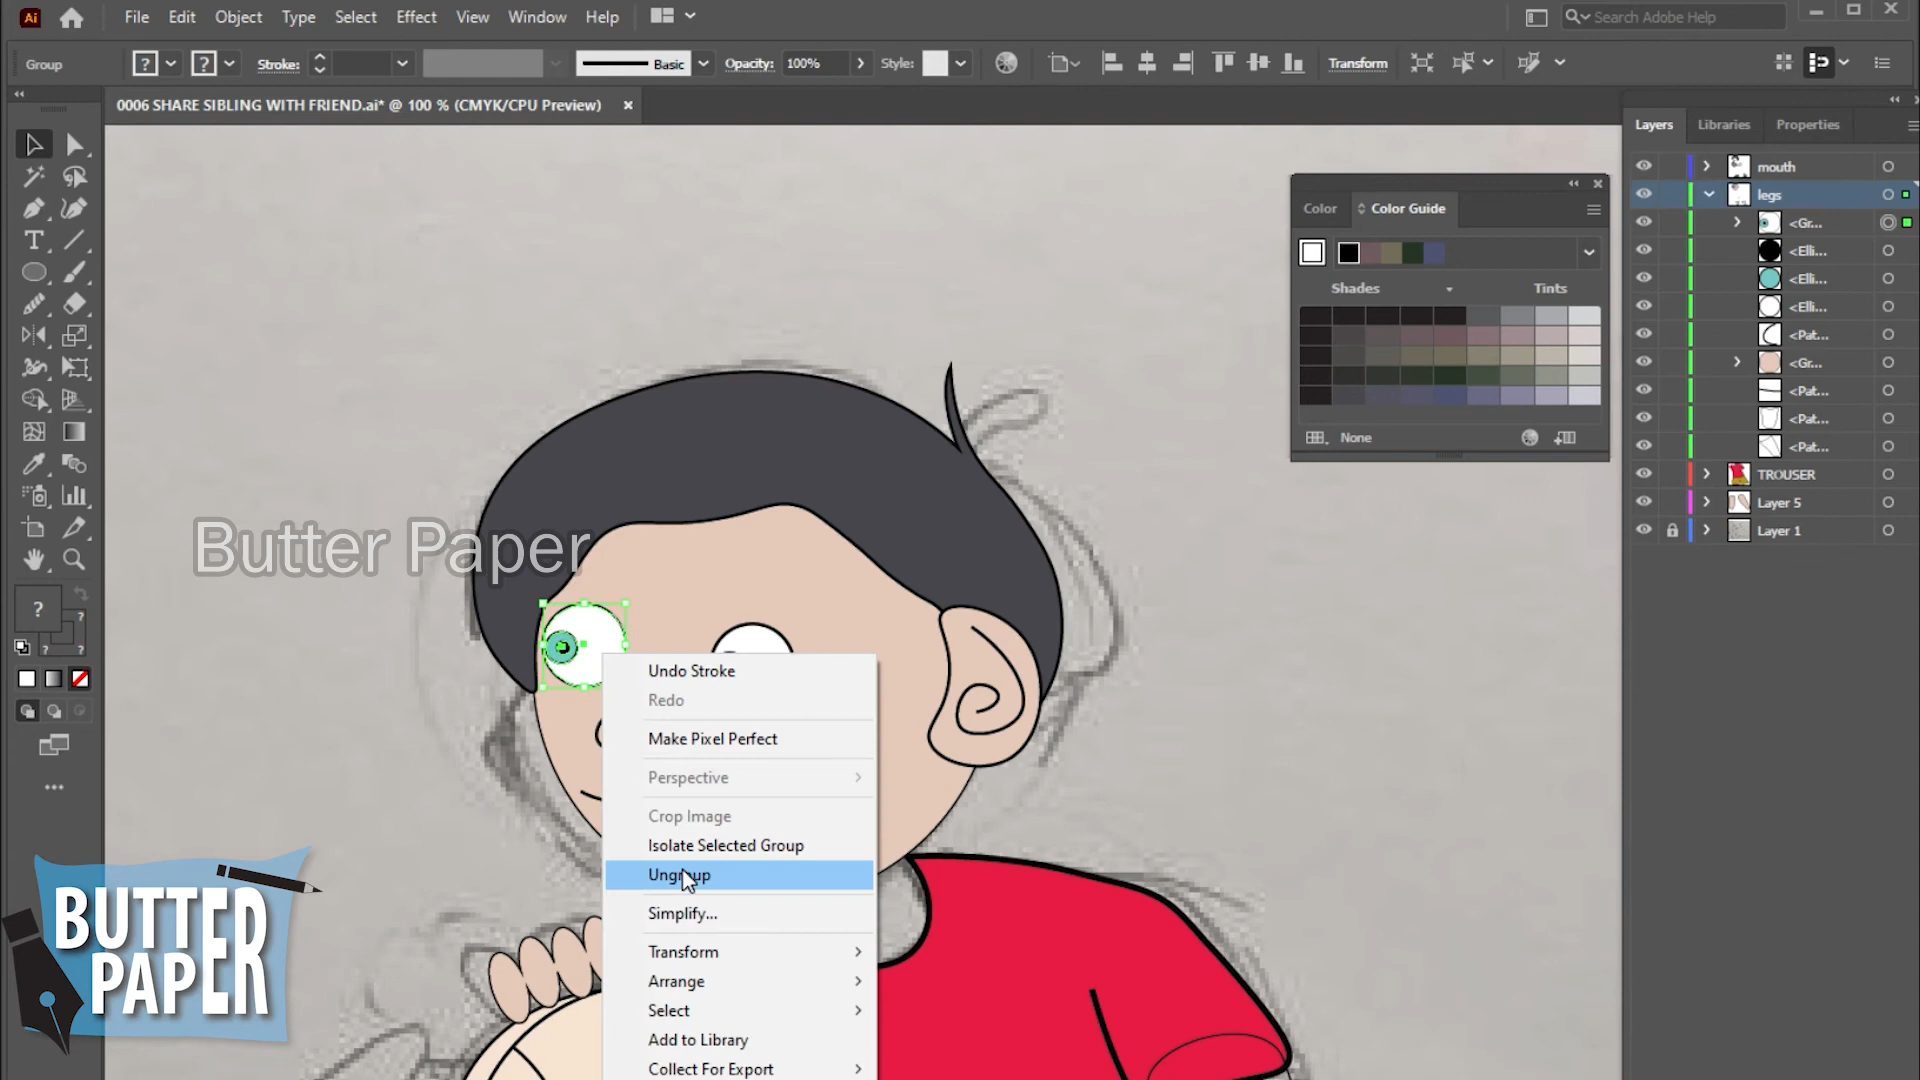 Ai File Edit Object Type Select Effect View Window Help Search Adobe Help
Group ? ? Stroke: Basic Opacity: 100% Style: Transform
0006 SHARE SIBLING WITH FRIEND.ai* @ 100 % (CMYK/CPU Preview)
Layers Libraries Properties
mouth
legs
<Gr...
<Elli...
<Elli...
<Elli...
<Pat...
<Gr...
<Pat...
<Pat...
<Pat...
TROUSER
Layer 5
Layer 1
Color Color Guide
Shades Tints
None
T
?
?
? ?
Butter Paper
Undo Stroke
Redo
Make Pixel Perfect
Perspective
Crop Image
Isolate Selected Group
Ungroup
Simplify...
Transform
Arrange
Select
Add to Library
Collect For Export
BUTTER
PAPER